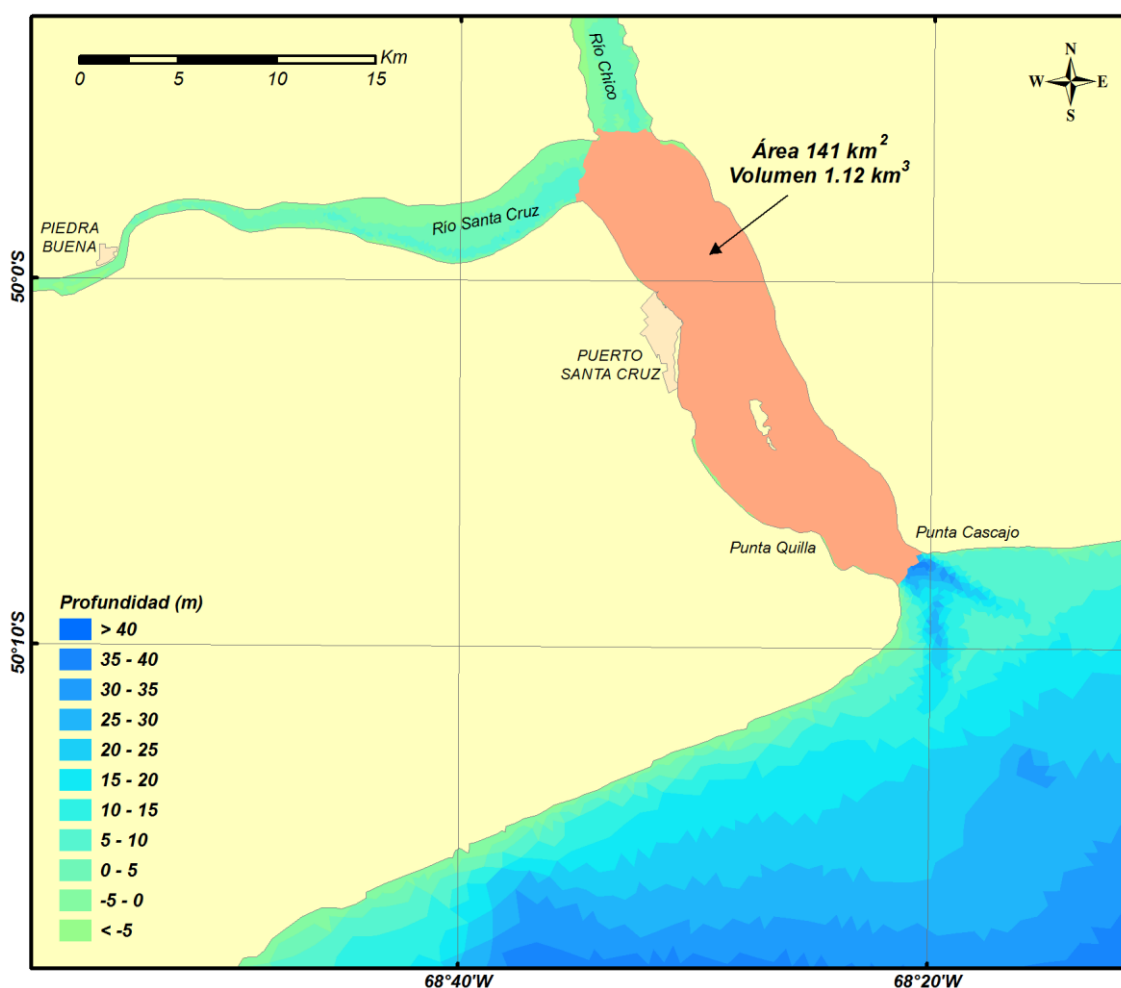 Km
0 5 10 15
N
W E
S
Río Chico
Área 141 km²
Volumen 1.12 km³
Río Santa Cruz
PIEDRA
BUENA
50°0'S
PUERTO
SANTA CRUZ
Punta Cascajo
Punta Quilla
Profundidad (m)
> 40
35 - 40
30 - 35
25 - 30
20 - 25
15 - 20
10 - 15
5 - 10
0 - 5
-5 - 0
< -5
50°10'S
68°40'W 68°20'W